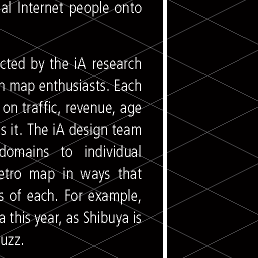 al Internet people onto
cted by the iA research
map enthusiasts. Each
on traffic, revenue, age
s it. The iA design team
domains to individual
etro map in ways that
s of each. For example,
a this year, as Shibuya is
uzz.